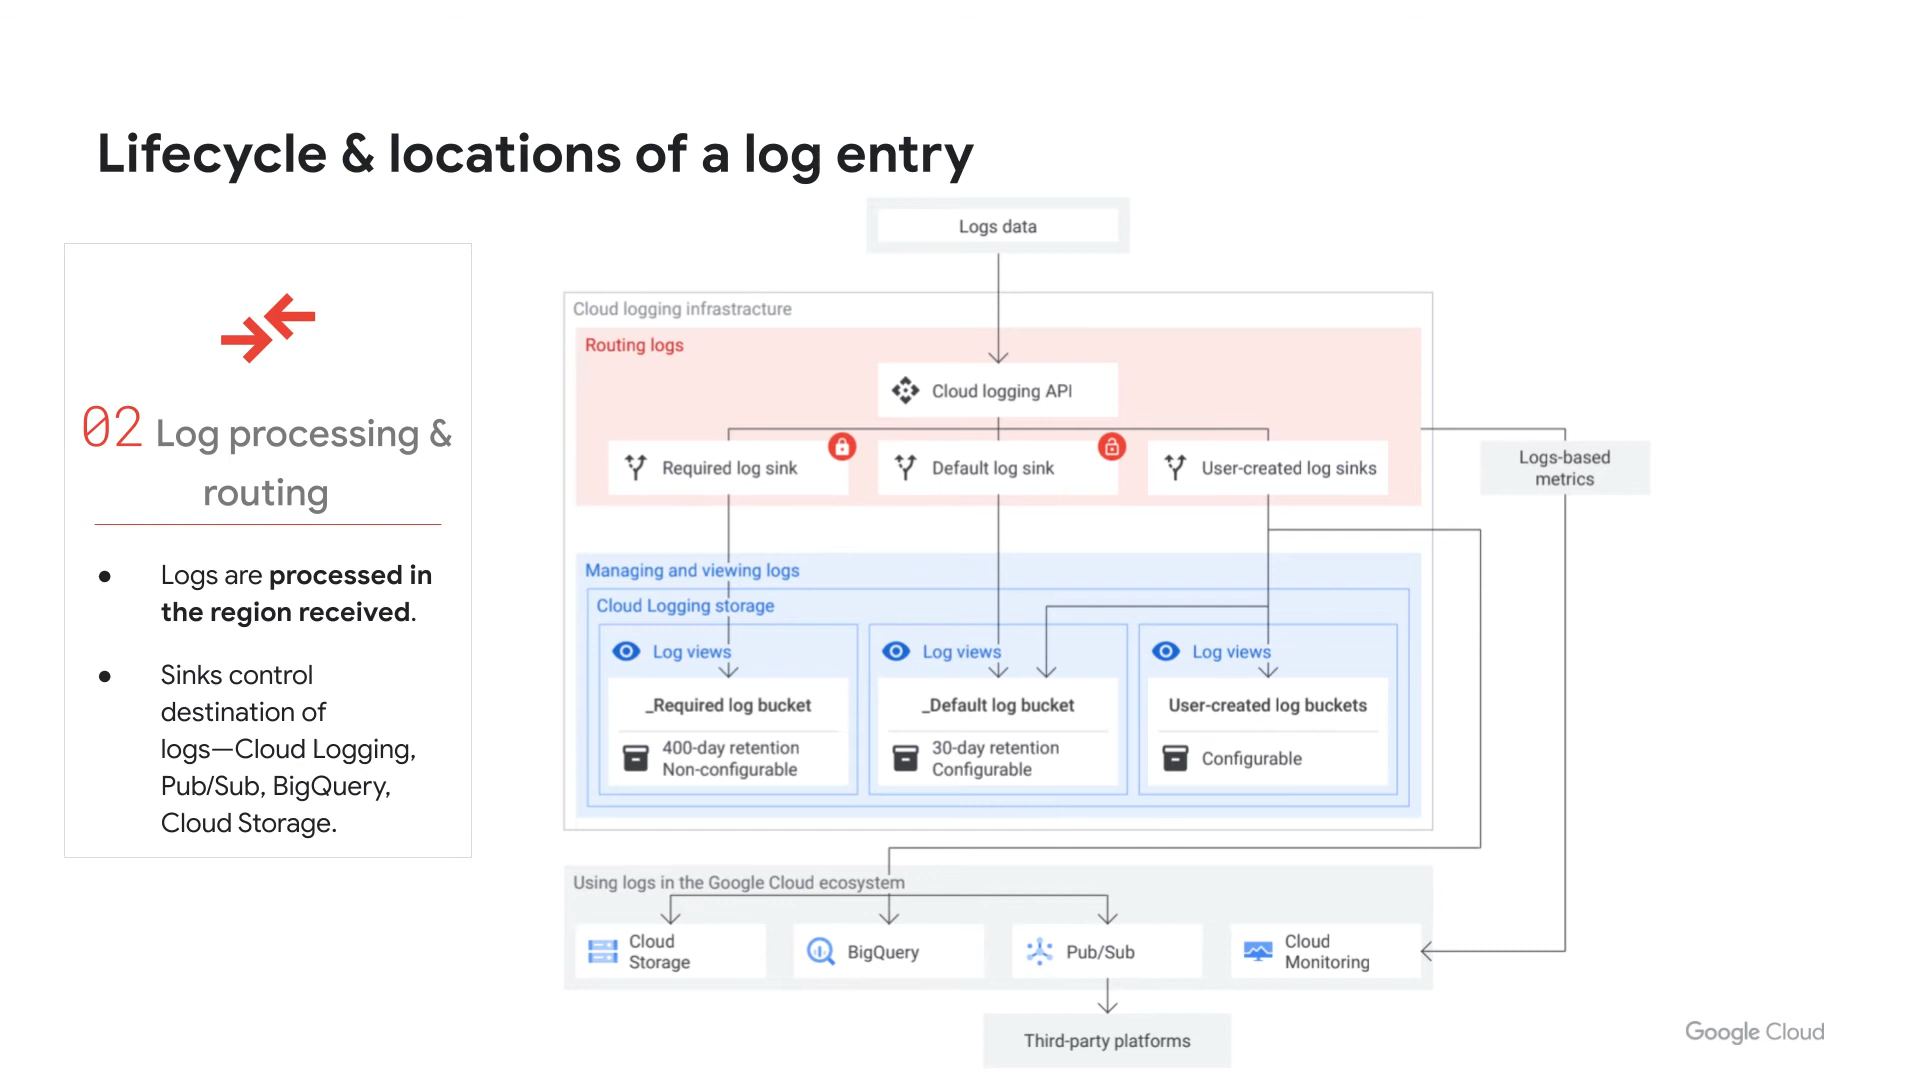 Lifecycle & locations of a log entry
02 Log processing &
routing
● Logs are processed in
the region received.
● Sinks control
destination of
logs—Cloud Logging,
Pub/Sub, BigQuery,
Cloud Storage.
Logs data
Cloud logging infrastracture
Routing logs
Cloud logging API
Required log sink
Default log sink
User-created log sinks
Logs-based
metrics
Managing and viewing logs
Cloud Logging storage
Log views
Log views
Log views
_Required log bucket
400-day retention
Non-configurable
_Default log bucket
30-day retention
Configurable
User-created log buckets
Configurable
Using logs in the Google Cloud ecosystem
Cloud
Storage
BigQuery
Pub/Sub
Cloud
Monitoring
Third-party platforms
Google Cloud